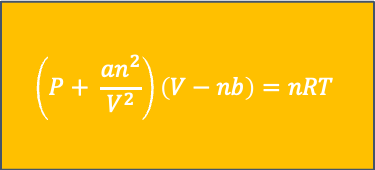 (P + an²/V²) (V − nb) = nRT